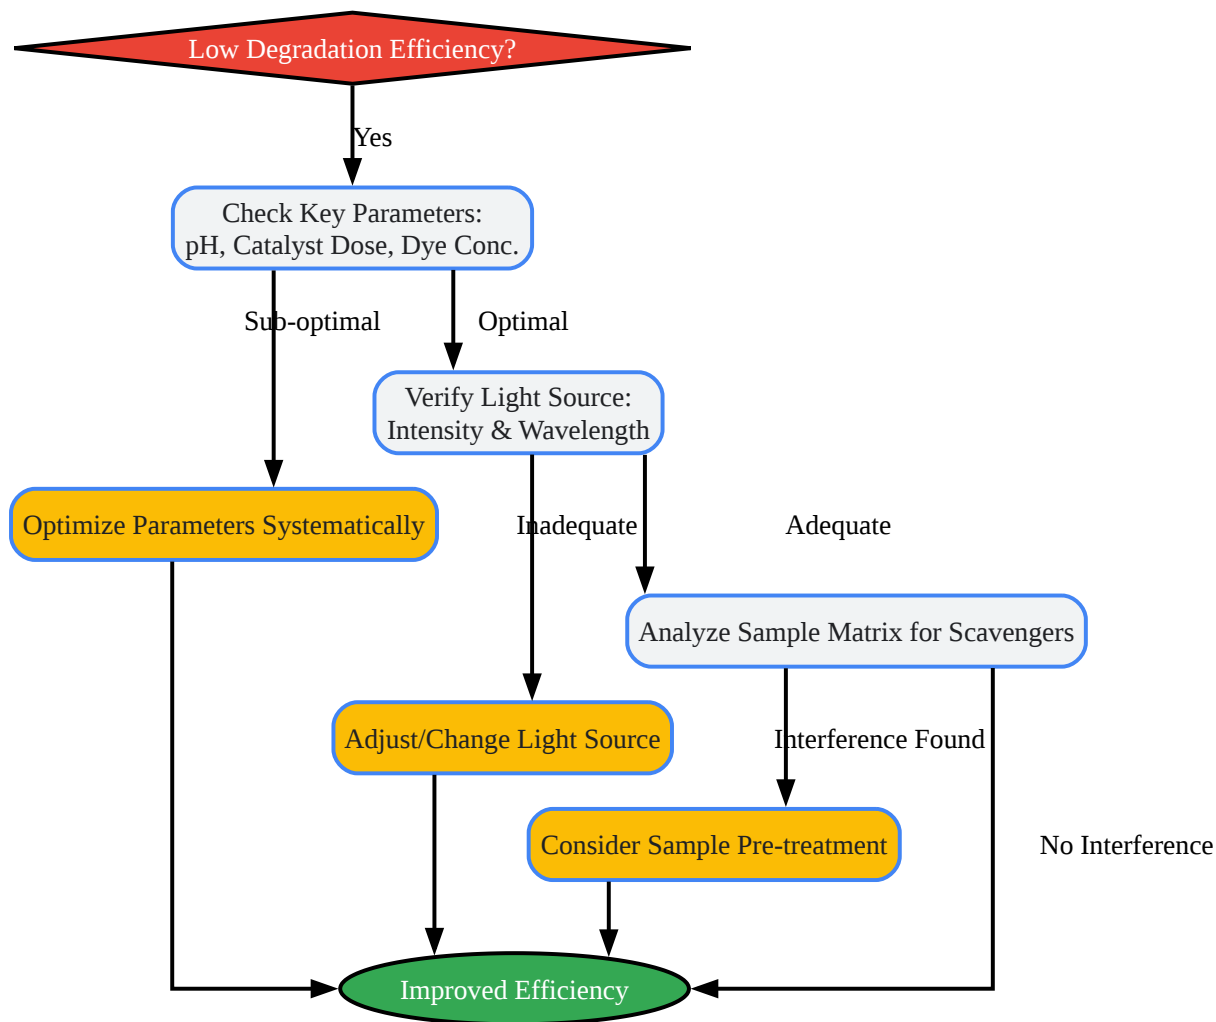 Low Degradation Efficiency?
Yes
Check Key Parameters:
pH, Catalyst Dose, Dye Conc.
Sub-optimal
Optimal
Verify Light Source:
Intensity & Wavelength
Optimize Parameters Systematically
Inadequate
Adequate
Analyze Sample Matrix for Scavengers
Adjust/Change Light Source
Interference Found
Consider Sample Pre-treatment
No Interference
Improved Efficiency